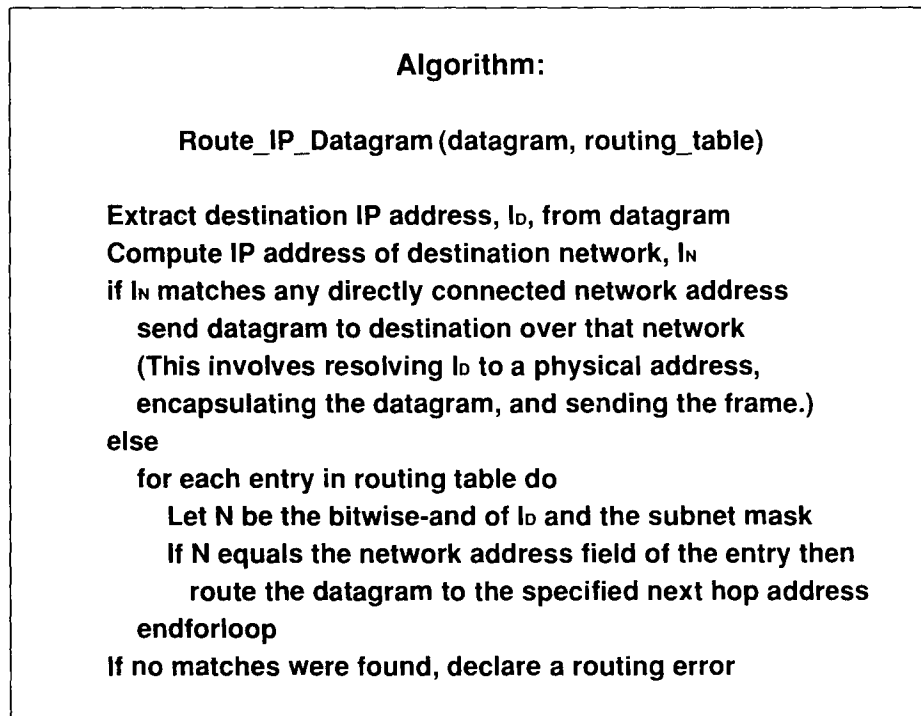 Algorithm:
Route_IP_Datagram (datagram, routing_table)
Extract destination IP address, ID, from datagram
Compute IP address of destination network, IN
if IN matches any directly connected network address
send datagram to destination over that network
(This involves resolving ID to a physical address,
encapsulating the datagram, and sending the frame.)
else
for each entry in routing table do
Let N be the bitwise-and of ID and the subnet mask
If N equals the network address field of the entry then
route the datagram to the specified next hop address
endforloop
If no matches were found, declare a routing error